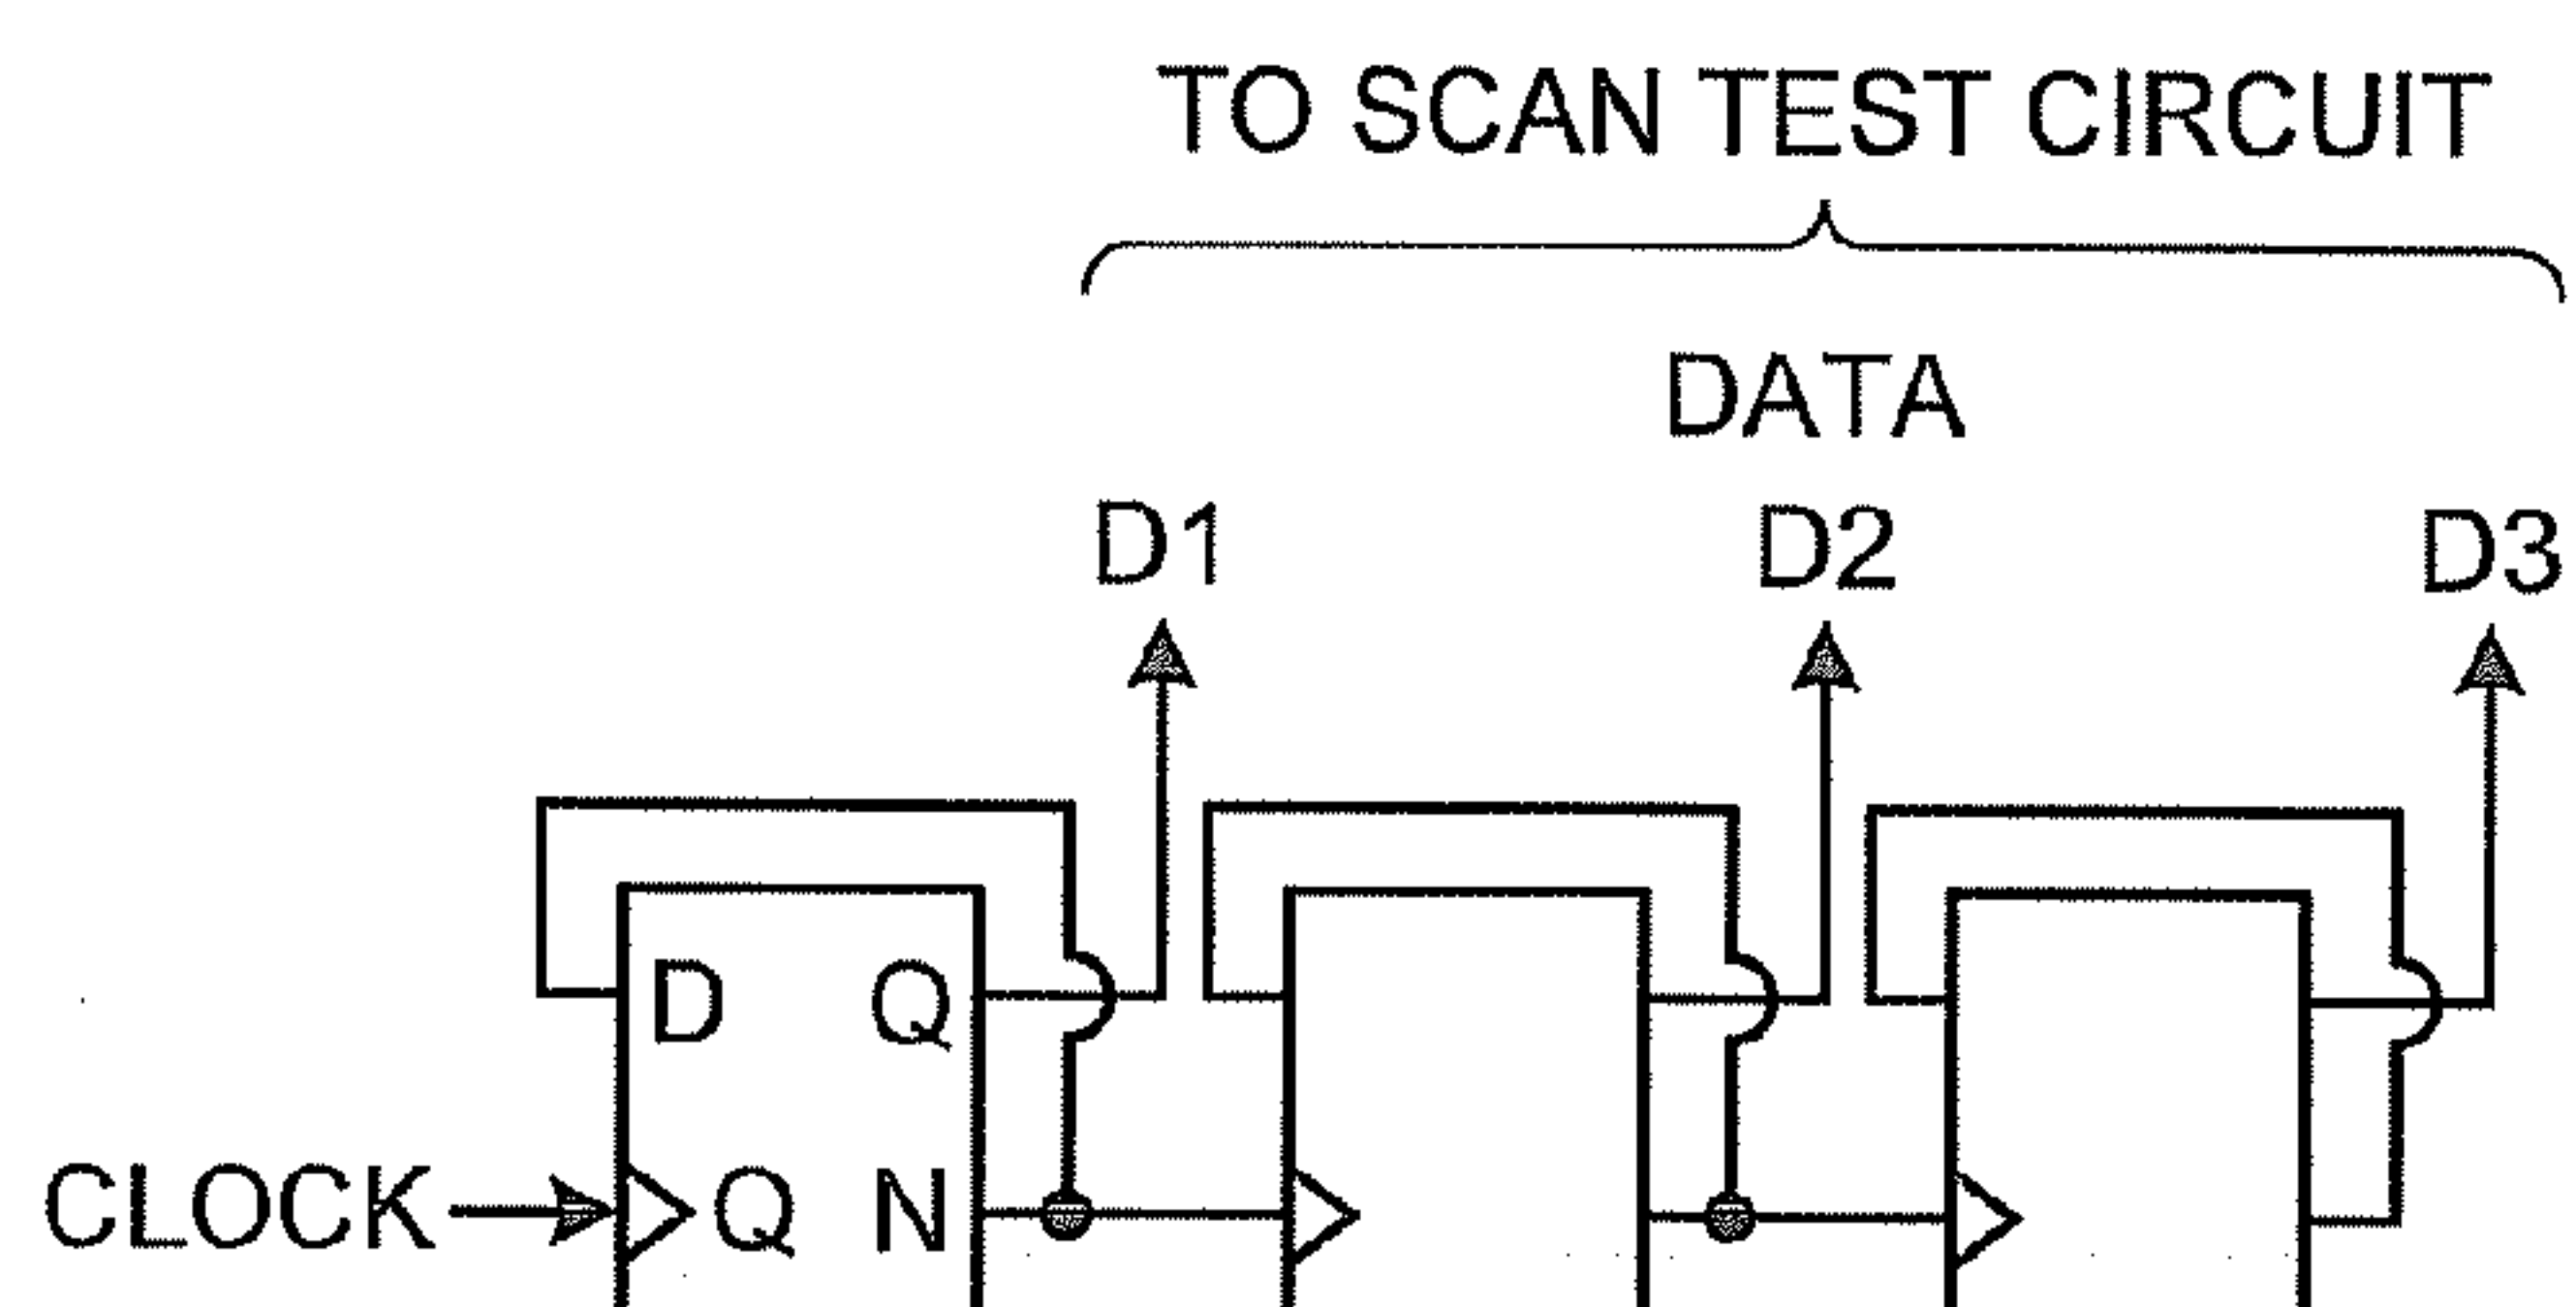 TO SCAN TEST CIRCUIT
DATA
D1 D2 D3
D Q
CLOCK Q N